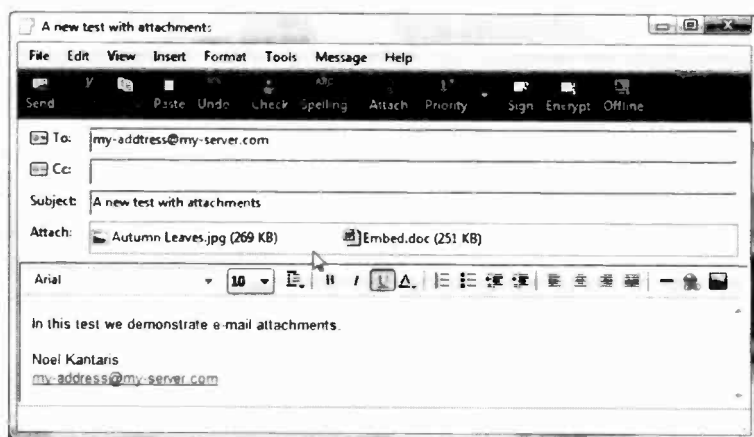 A new test with attachments
File Edit View Insert Format Tools Message Help
Send Paste Undo Check Spelling Attach Priority Sign Encrypt Offline
To: my-addtress@my-server.com
Cc:
Subject: A new test with attachments
Attach: Autumn Leaves.jpg (269 KB) Embed.doc (251 KB)
Arial 10 B I U A
In this test we demonstrate e-mail attachments.
Noel Kantaris
my-address@my-server.com